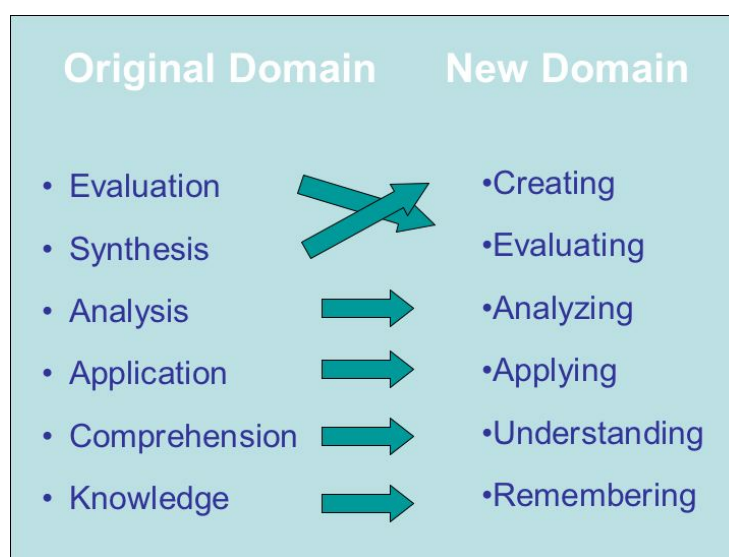 Original Domain New Domain
• Evaluation •Creating
• Synthesis •Evaluating
• Analysis •Analyzing
• Application •Applying
• Comprehension •Understanding
• Knowledge •Remembering